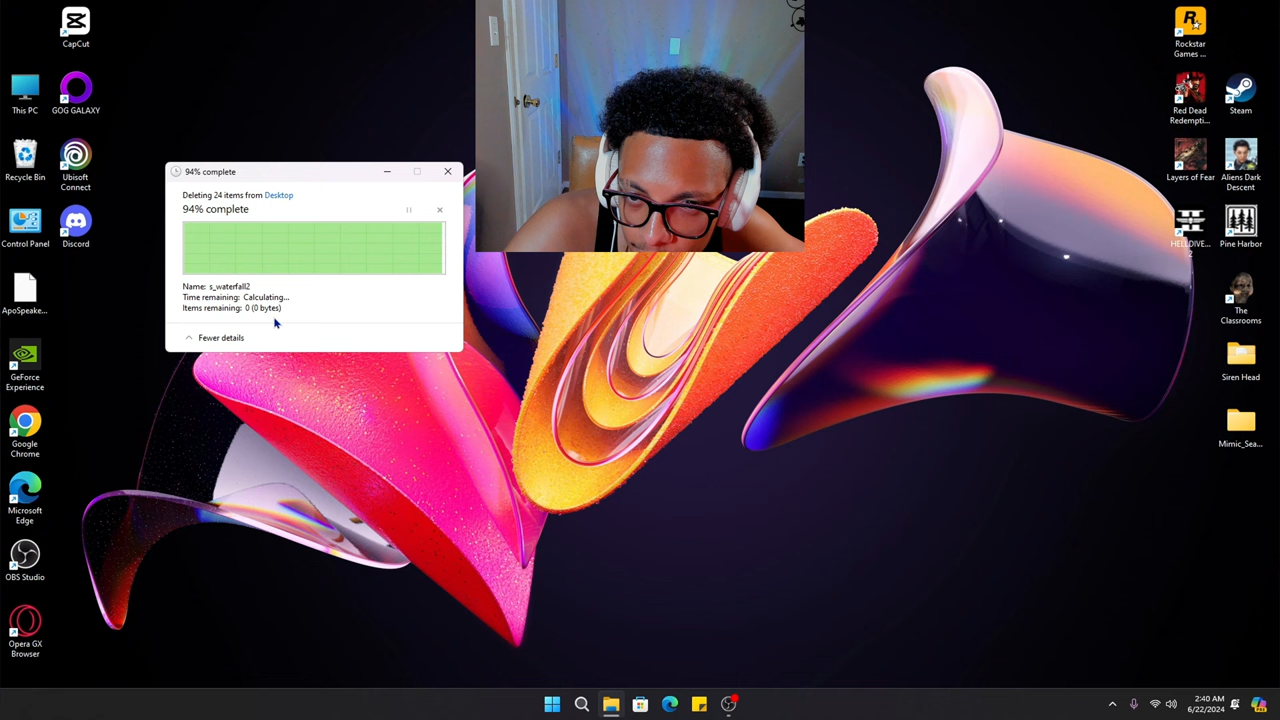 CapCut
This PC
GOG GALAXY
Recycle Bin
Ubisoft
Connect
Control Panel
Discord
ApoSpeake...
GeForce
Experience
Google
Chrome
Microsoft
Edge
OBS Studio
Opera GX
Browser
94% complete
Deleting 24 items from Desktop
94% complete
Name: s_waterfall2
Time remaining: Calculating...
Items remaining: 0 (0 bytes)
Fewer details
Rockstar
Games ...
Red Dead
Redempti...
Steam
Layers of Fear
Aliens Dark
Descent
HELLDIVE...
2
Pine Harbor
The
Classrooms
Siren Head
Mimic_Sea...
2:40 AM
6/22/2024